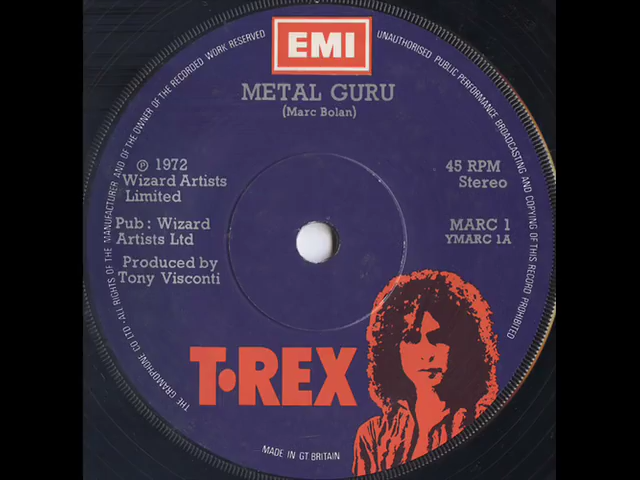 EMI
THE GRAMOPHONE CO LTD·ALL RIGHTS OF THE MANUFACTURER AND OF THE OWNER OF THE RECORDED WORK RESERVED
UNAUTHORISED PUBLIC PERFORMANCE BROADCASTING AND COPYING OF THIS RECORD PROHIBITED
METAL GURU
(Marc Bolan)
℗ 1972
Wizard Artists
Limited
Pub: Wizard
Artists Ltd
Produced by
Tony Visconti
45 RPM
Stereo
MARC 1
YMARC 1A
T•REX
MADE IN GT BRITAIN